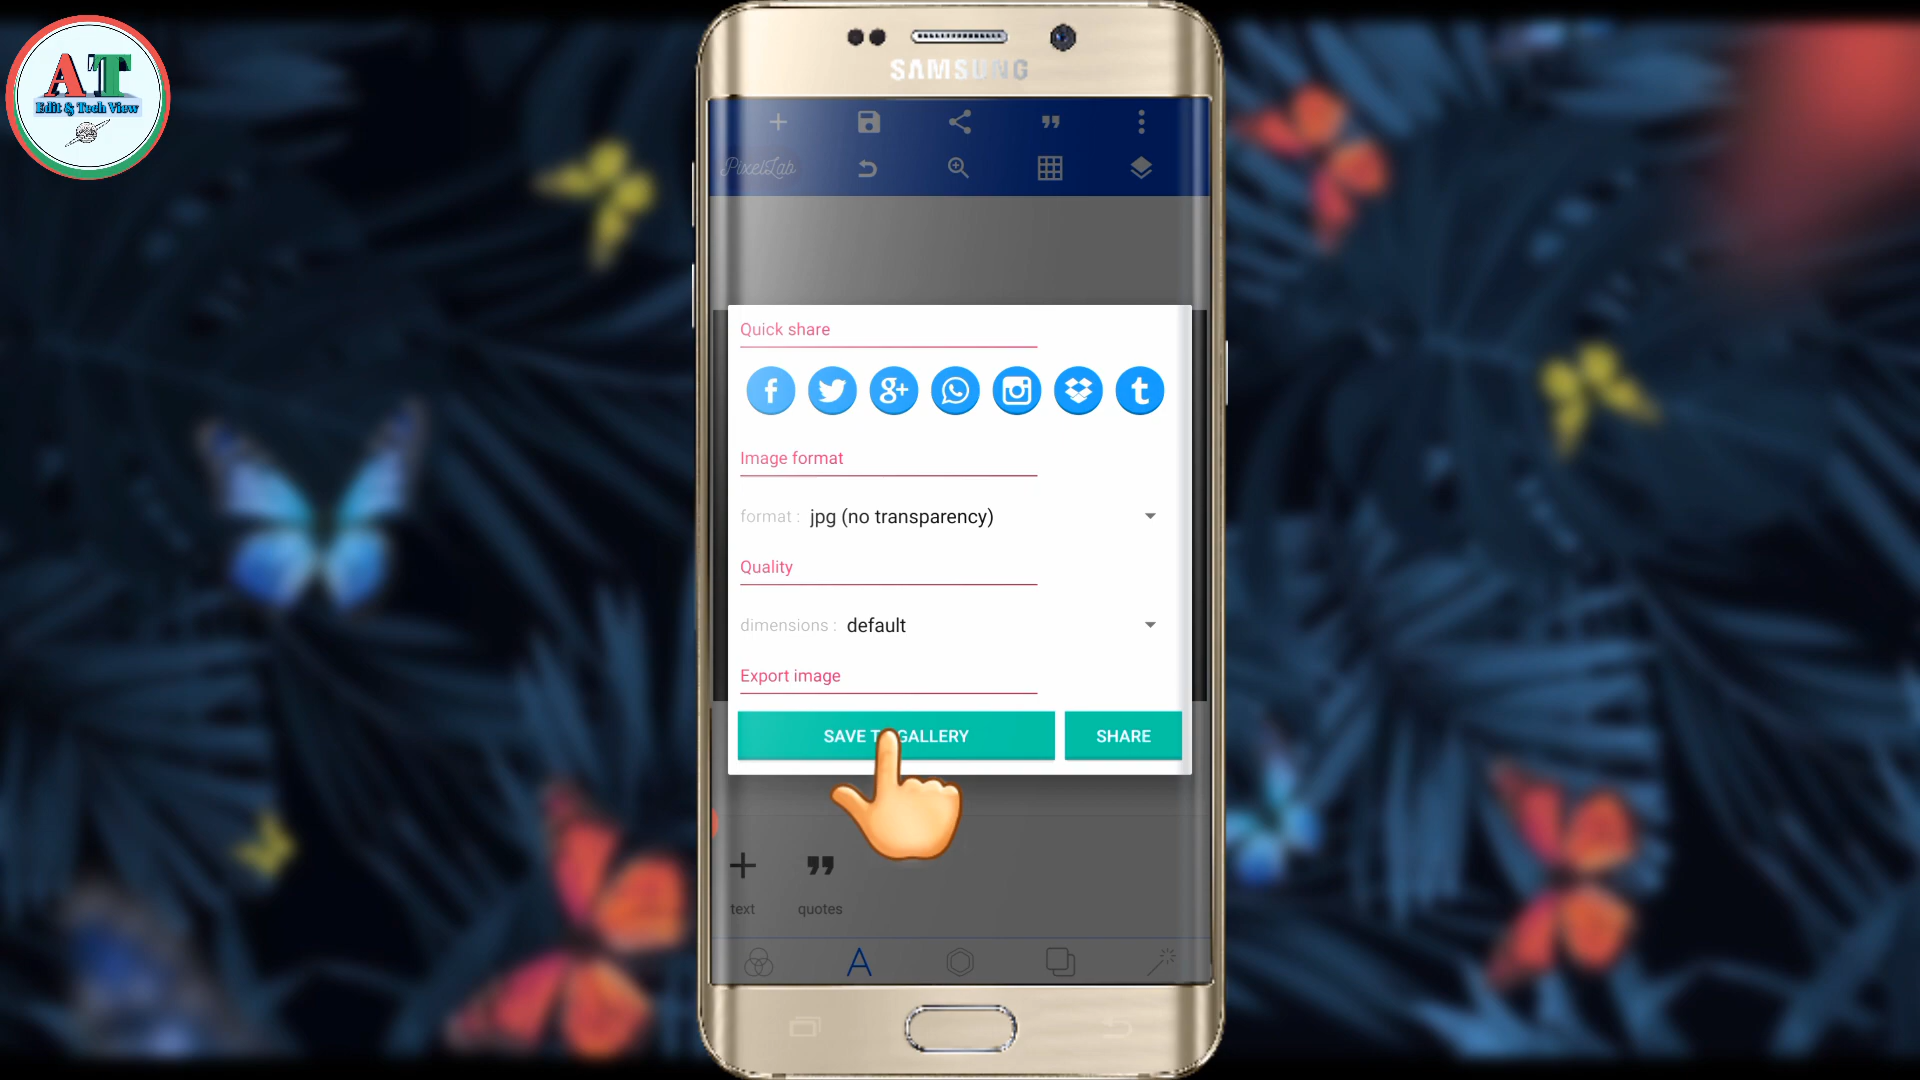 AT
Edit & Tech View
SAMSUNG
PixelLab
Quick share
Image format
format : jpg (no transparency)
Quality
dimensions : default
Export image
SAVE T GALLERY
SHARE
text
quotes